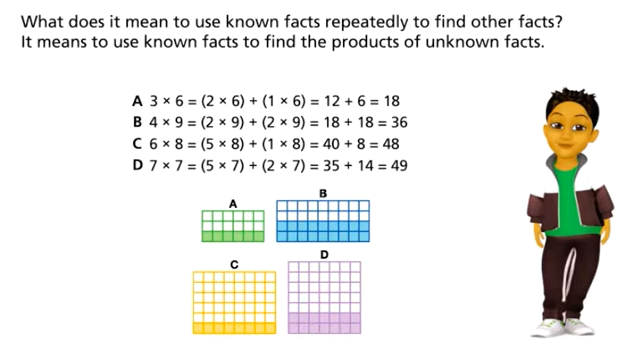 What does it mean to use known facts repeatedly to find other facts?
It means to use known facts to find the products of unknown facts.
A 3 × 6 = (2 × 6) + (1 × 6) = 12 + 6 = 18
B 4 × 9 = (2 × 9) + (2 × 9) = 18 + 18 = 36
C 6 × 8 = (5 × 8) + (1 × 8) = 40 + 8 = 48
D 7 × 7 = (5 × 7) + (2 × 7) = 35 + 14 = 49
A
B
C
D